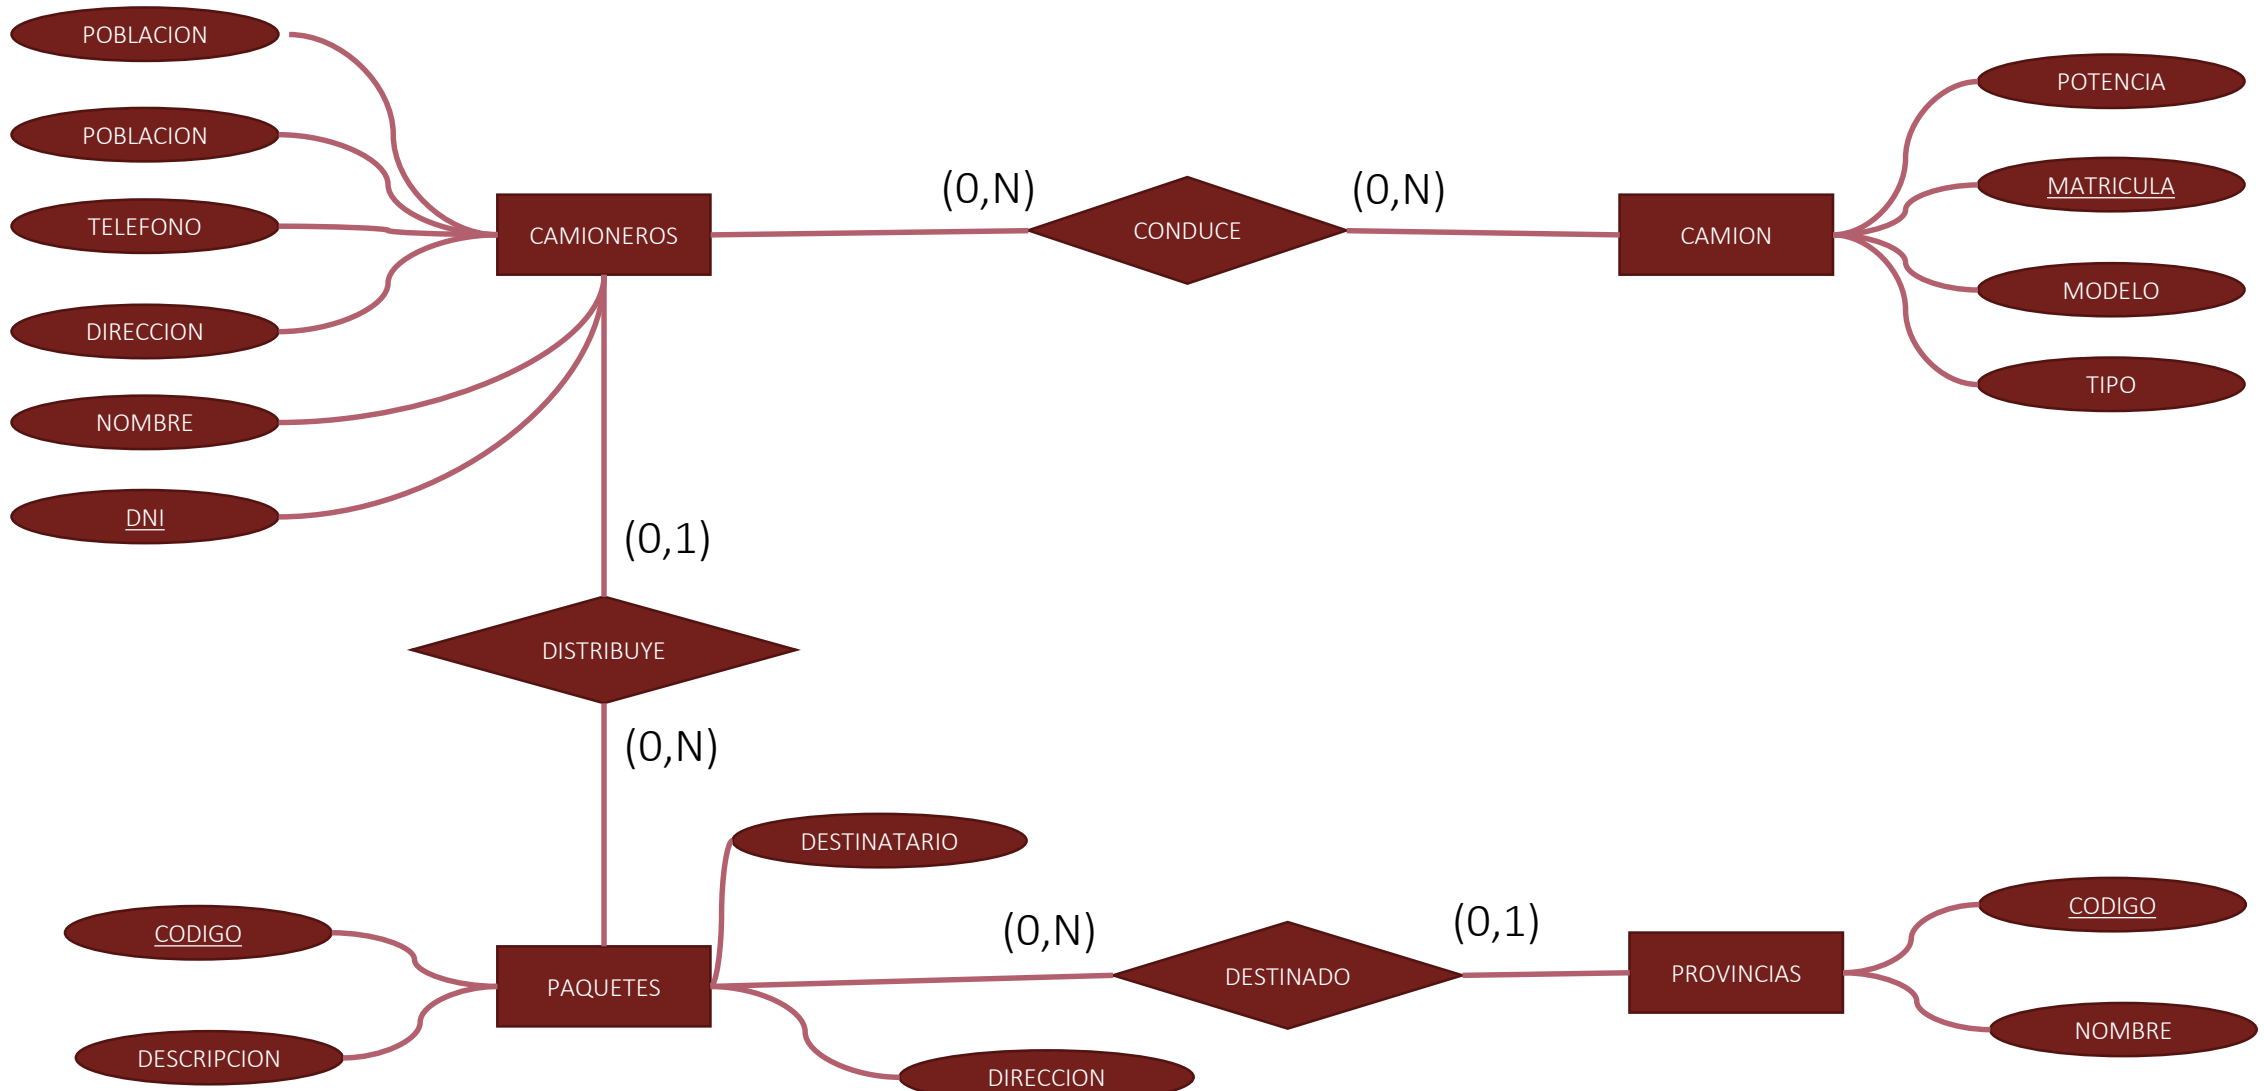 POBLACION
POBLACION
TELEFONO
DIRECCION
NOMBRE
DNI
CAMIONEROS
(0,N)
CONDUCE
(0,N)
CAMION
POTENCIA
MATRICULA
MODELO
TIPO
(0,1)
DISTRIBUYE
(0,N)
DESTINATARIO
CODIGO
DESCRIPCION
PAQUETES
(0,N)
DESTINADO
(0,1)
PROVINCIAS
CODIGO
NOMBRE
DIRECCION